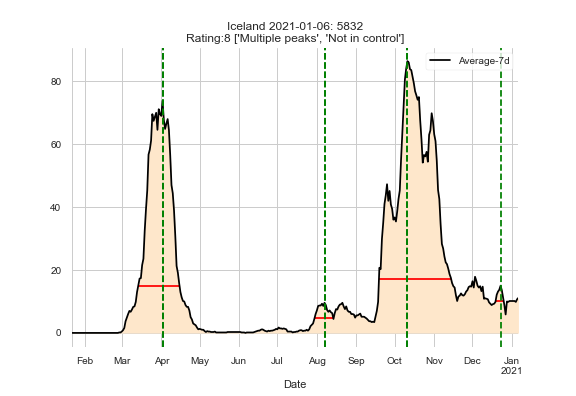 Iceland 2021-01-06: 5832
Rating:8 ['Multiple peaks', 'Not in control']
Average-7d
80
60
40
20
0
Feb Mar Apr May Jun Jul Aug Sep Oct Nov Dec Jan
2021
Date